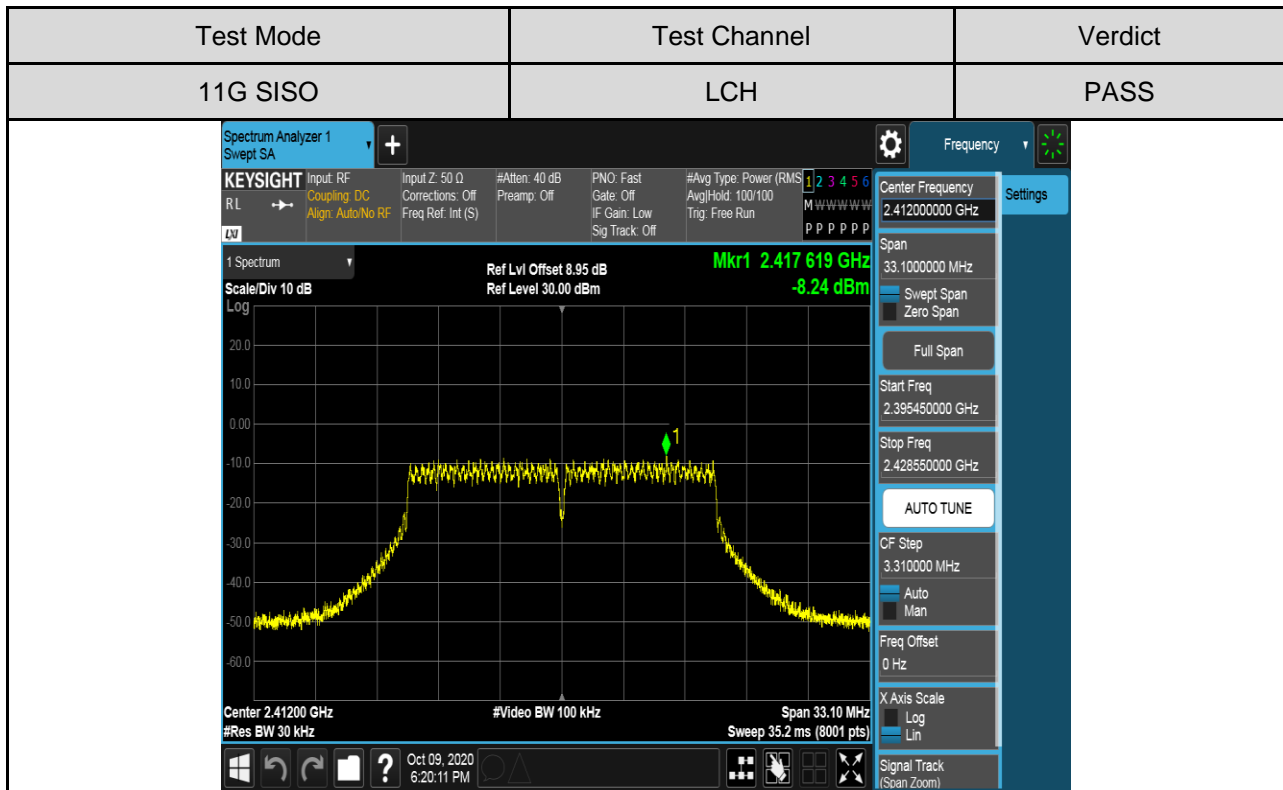 Test Mode Test Channel Verdict
11G SISO LCH PASS
Spectrum Analyzer 1
Swept SA
+
Frequency
KEYSIGHT Input: RF Input Z: 50 Ω #Atten: 40 dB PNO: Fast #Avg Type: Power (RMS 1 2 3 4 5 6
RL Coupling: DC Corrections: Off Preamp: Off Gate: Off Avg|Hold: 100/100 M W W W W W
Align: Auto/No RF Freq Ref: Int (S) IF Gain: Low Trig: Free Run
LXI Sig Track: Off P P P P P P
1 Spectrum Ref Lvl Offset 8.95 dB Mkr1 2.417 619 GHz
Scale/Div 10 dB Ref Level 30.00 dBm -8.24 dBm
Log
20.0
10.0
0.00
1
-10.0
-20.0
-30.0
-40.0
-50.0
-60.0
Center 2.41200 GHz #Video BW 100 kHz Span 33.10 MHz
#Res BW 30 kHz Sweep 35.2 ms (8001 pts)
? Oct 09, 2020
6:20:11 PM
Settings
Center Frequency
2.412000000 GHz
Span
33.1000000 MHz
Swept Span
Zero Span
Full Span
Start Freq
2.395450000 GHz
Stop Freq
2.428550000 GHz
AUTO TUNE
CF Step
3.310000 MHz
Auto
Man
Freq Offset
0 Hz
X Axis Scale
Log
Lin
Signal Track
(Span Zoom)